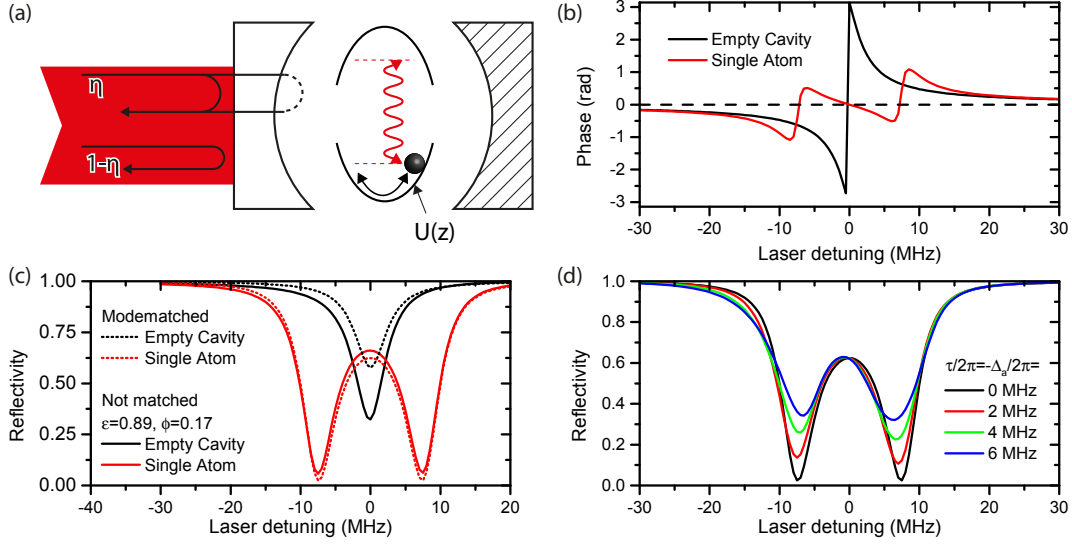 (a)
η
1-η
U(z)
(b)
3
2
1
0
-1
-2
-3
Phase (rad)
Empty Cavity
Single Atom
-30 -20 -10 0 10 20 30
Laser detuning (MHz)
(c)
1.00
0.75
0.50
0.25
0.00
Reflectivity
Modematched
Empty Cavity
Single Atom
Not matched
ε=0.89, ϕ=0.17
Empty Cavity
Single Atom
-40 -30 -20 -10 0 10 20
Laser detuning (MHz)
(d)
1.0
0.8
0.6
0.4
0.2
0.0
Reflectivity
τ/2π=-Δₐ/2π=
0 MHz
2 MHz
4 MHz
6 MHz
-30 -20 -10 0 10 20 30
Laser detuning (MHz)